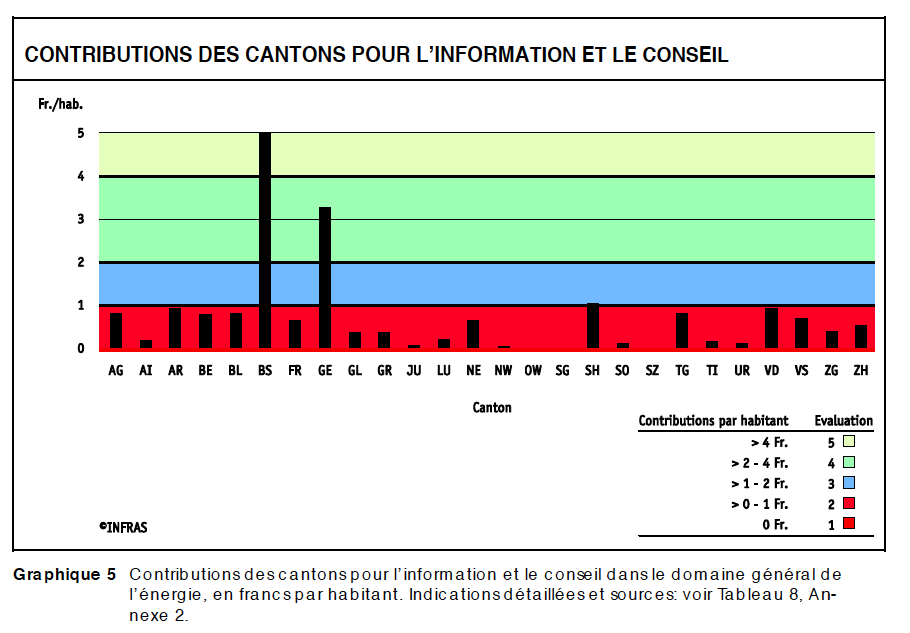 CONTRIBUTIONS DES CANTONS POUR L'INFORMATION ET LE CONSEIL
Fr./hab.
5
4
3
2
1
0
AG AI AR BE BL BS FR GE GL GR JU LU NE NW OW SG SH SO SZ TG TI UR VD VS ZG ZH
Canton
Contributions par habitant Evaluation
> 4 Fr. 5
> 2 - 4 Fr. 4
> 1 - 2 Fr. 3
> 0 - 1 Fr. 2
0 Fr. 1
©INFRAS
Graphique 5 Contributions des cantons pour l'information et le conseil dans le domaine général de
l'énergie, en francs par habitant. Indications détaillées et sources: voir Tableau 8, An-
nexe 2.